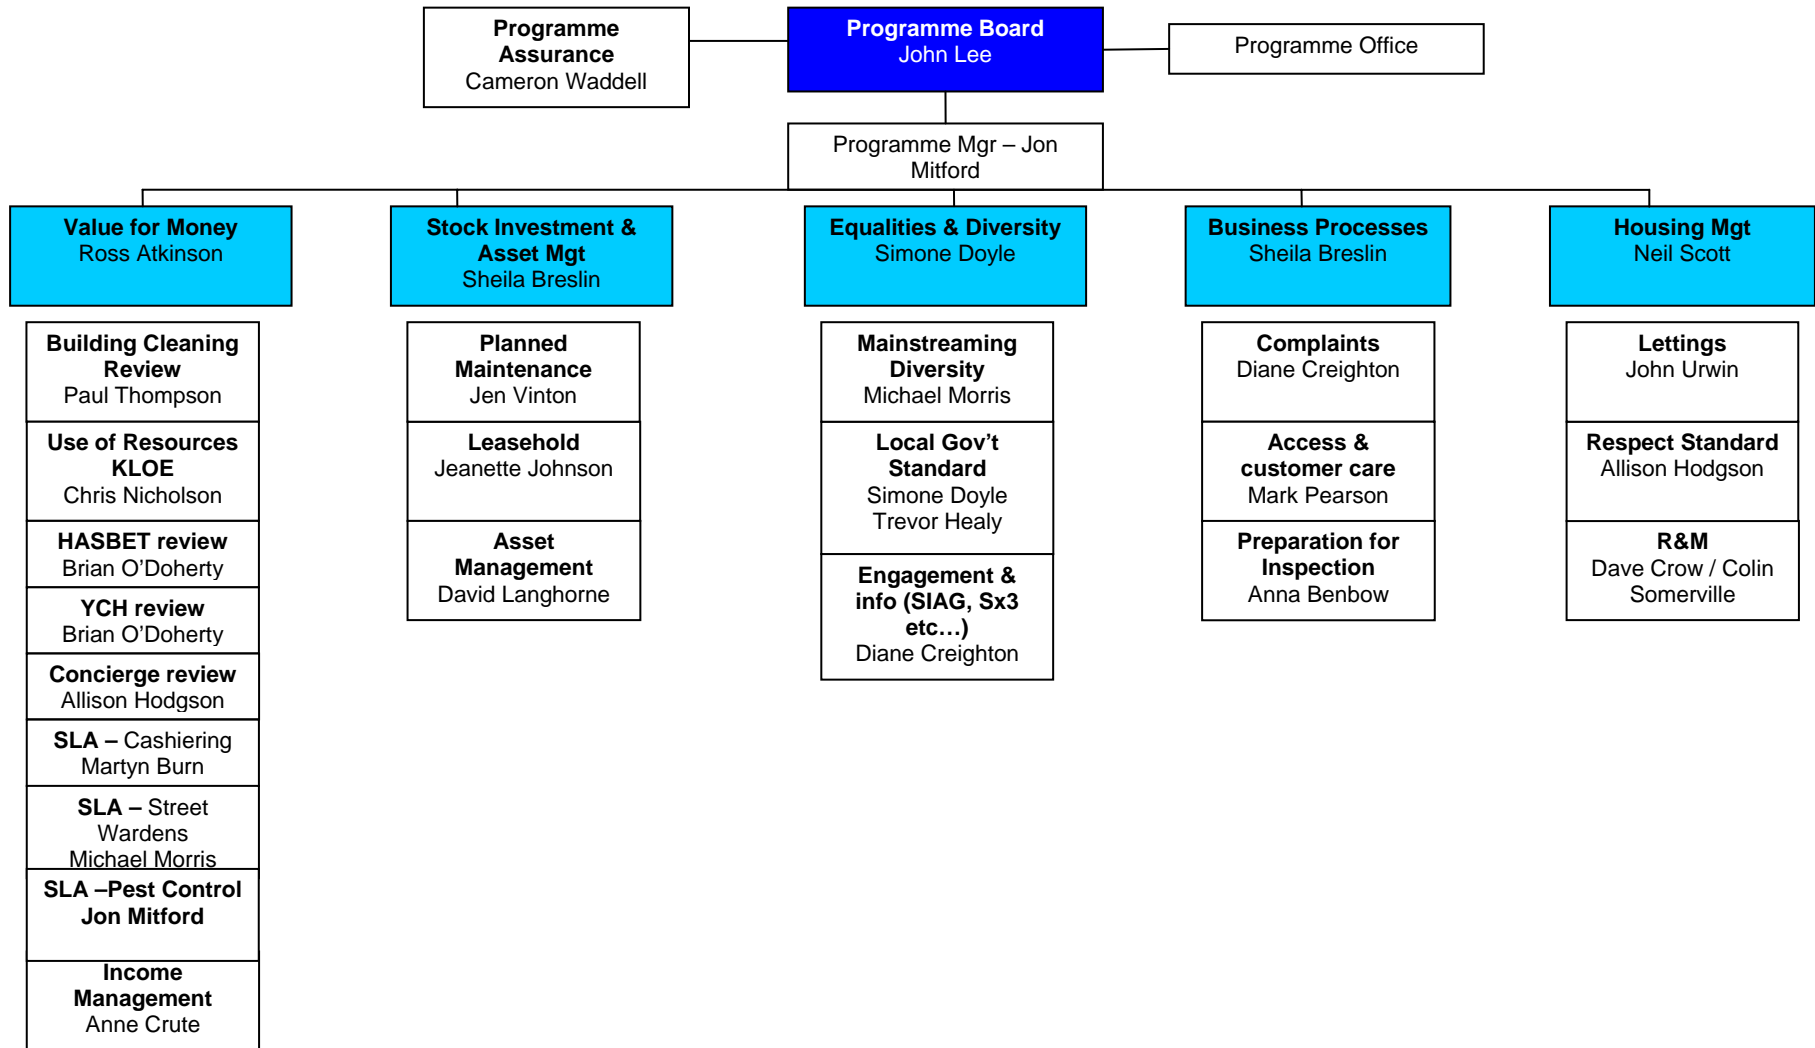 Programme
Assurance
Cameron Waddell
Programme Board
John Lee
Programme Office
Programme Mgr – Jon
Mitford
Value for Money
Ross Atkinson
Stock Investment &
Asset Mgt
Sheila Breslin
Equalities & Diversity
Simone Doyle
Business Processes
Sheila Breslin
Housing Mgt
Neil Scott
Building Cleaning
Review
Paul Thompson
Use of Resources
KLOE
Chris Nicholson
HASBET review
Brian O’Doherty
YCH review
Brian O’Doherty
Concierge review
Allison Hodgson
SLA – Cashiering
Martyn Burn
SLA – Street
Wardens
Michael Morris
SLA –Pest Control
Jon Mitford
Income
Management
Anne Crute
Planned
Maintenance
Jen Vinton
Leasehold
Jeanette Johnson
Asset
Management
David Langhorne
Mainstreaming
Diversity
Michael Morris
Local Gov’t
Standard
Simone Doyle
Trevor Healy
Engagement &
info (SIAG, Sx3
etc…)
Diane Creighton
Complaints
Diane Creighton
Access &
customer care
Mark Pearson
Preparation for
Inspection
Anna Benbow
Lettings
John Urwin
Respect Standard
Allison Hodgson
R&M
Dave Crow / Colin
Somerville